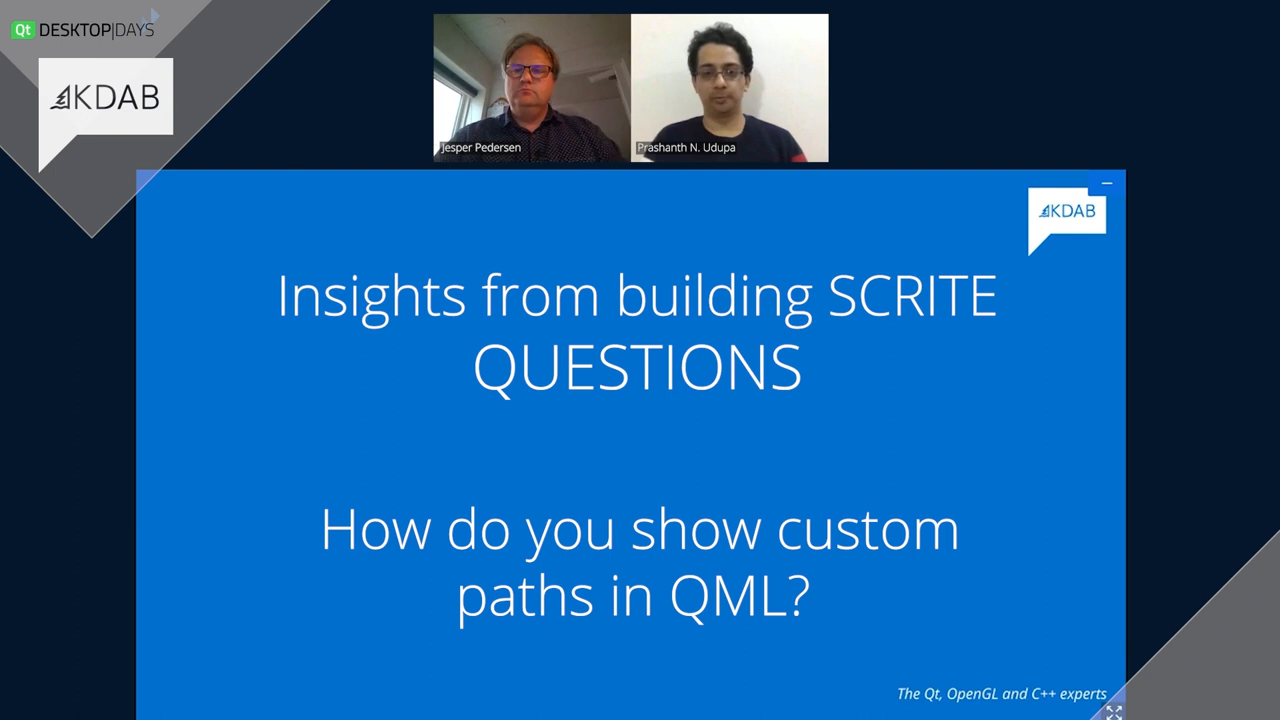 Qt DESKTOP|DAYS
KDAB
Jesper Pedersen
Prashanth N. Udupa
KDAB
Insights from building SCRITE
QUESTIONS
How do you show custom
paths in QML?
The Qt, OpenGL and C++ experts